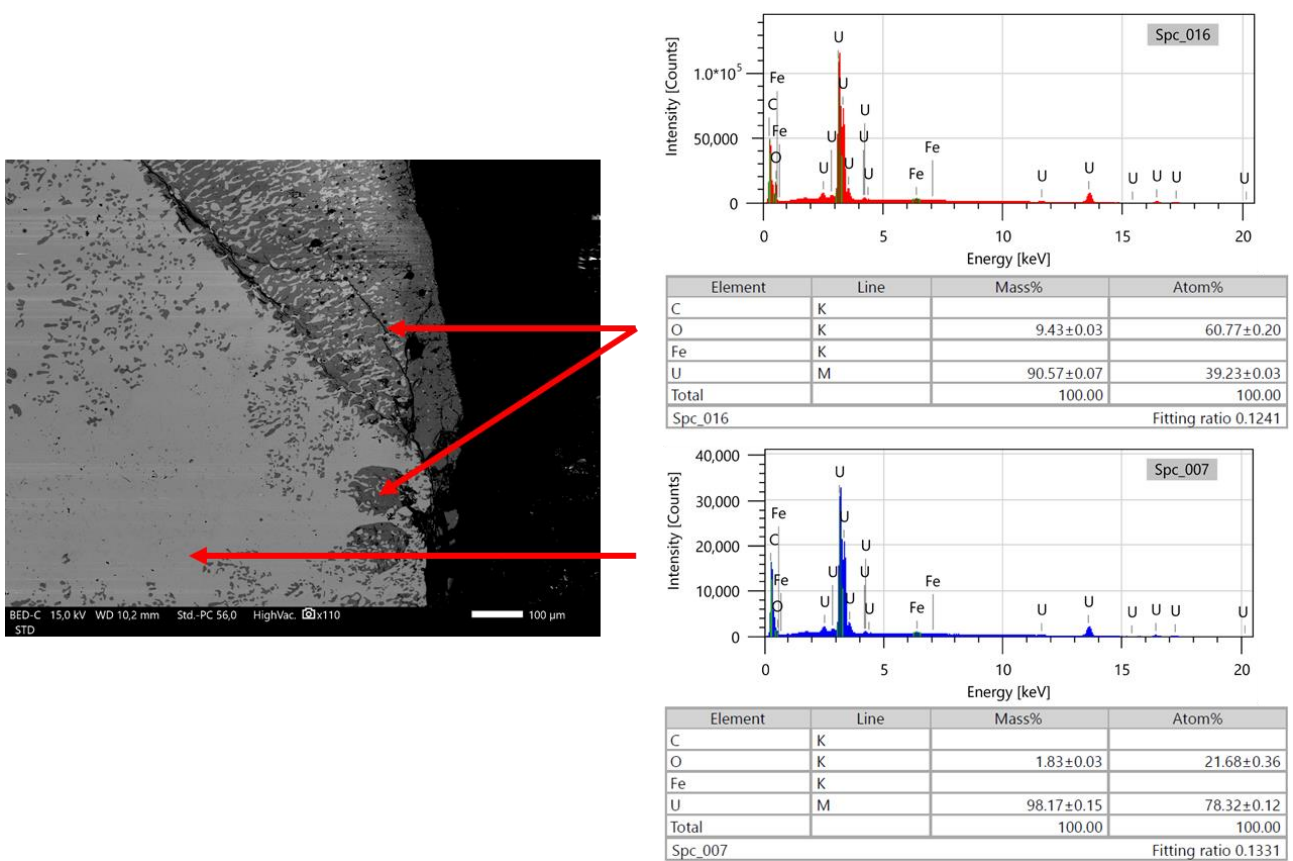 Spc_016
Intensity [Counts]
1.0*10⁵
50,000
0
Fe
C
Fe
O
U
U
U
U
U
U
U
U
Fe
Fe
U
U
U
U
U
U
0 5 10 15 20
Energy [keV]
Element Line Mass% Atom%
C K
O K 9.43±0.03 60.77±0.20
Fe K
U M 90.57±0.07 39.23±0.03
Total 100.00 100.00
Spc_016 Fitting ratio 0.1241
BED-C 15,0 kV WD 10,2 mm Std.-PC 56,0 HighVac. x110 100 µm
STD
Spc_007
Intensity [Counts]
40,000
30,000
20,000
10,000
0
Fe
C
Fe
O
U
U
U
U
U
U
U
U
Fe
Fe
U
U
U
U
U
U
0 5 10 15 20
Energy [keV]
Element Line Mass% Atom%
C K
O K 1.83±0.03 21.68±0.36
Fe K
U M 98.17±0.15 78.32±0.12
Total 100.00 100.00
Spc_007 Fitting ratio 0.1331